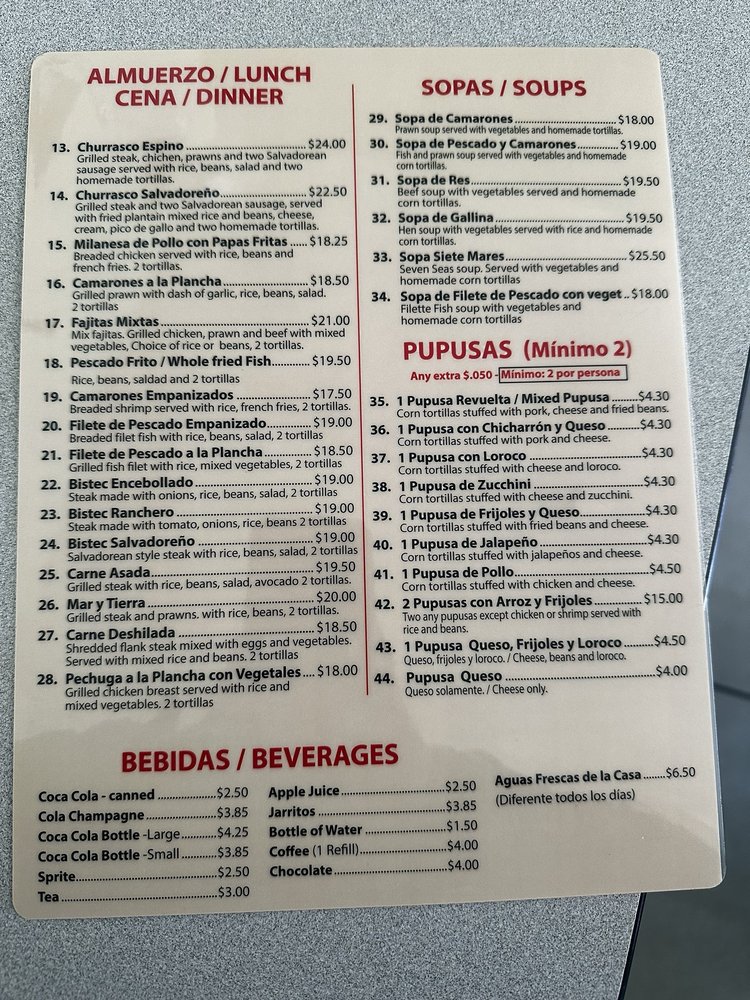 ALMUERZO / LUNCH
CENA / DINNER
13. Churrasco Espino ........ $24.00
Grilled steak, chichen, prawns and two Salvadorean
sausage served with rice, beans, salad and two
homemade tortillas.
14. Churrasco Salvadoreño ........ $22.50
Grilled steak and two Salvadorean sausage, served
with fried plantain mixed rice and beans, cheese,
cream, pico de gallo and two homemade tortillas.
15. Milanesa de Pollo con Papas Fritas ..... $18.25
Breaded chicken served with rice, beans and
french fries. 2 tortillas.
16. Camarones a la Plancha ........ $18.50
Grilled prawn with dash of garlic, rice, beans, salad.
2 tortillas
17. Fajitas Mixtas ........ $21.00
Mix fajitas. Grilled chicken, prawn and beef with mixed
vegetables, Choice of rice or beans, 2 tortillas.
18. Pescado Frito / Whole fried Fish ........ $19.50
Rice, beans, saldad and 2 tortillas
19. Camarones Empanizados ........ $17.50
Breaded shrimp served with rice, french fries, 2 tortillas.
20. Filete de Pescado Empanizado ........ $19.00
Breaded filet fish with rice, beans, salad, 2 tortillas
21. Filete de Pescado a la Plancha ........ $18.50
Grilled fish filet with rice, mixed vegetables, 2 tortillas
22. Bistec Encebollado ........ $19.00
Steak made with onions, rice, beans, salad, 2 tortillas
23. Bistec Ranchero ........ $19.00
Steak made with tomato, onions, rice, beans 2 tortillas
24. Bistec Salvadoreño ........ $19.00
Salvadorean style steak with rice, beans, salad, 2 tortillas
25. Carne Asada ........ $19.50
Grilled steak with rice, beans, salad, avocado 2 tortillas.
26. Mar y Tierra ........ $20.00
Grilled steak and prawns. with rice, beans, 2 tortillas.
27. Carne Deshilada ........ $18.50
Shredded flank steak mixed with eggs and vegetables.
Served with mixed rice and beans. 2 tortillas
28. Pechuga a la Plancha con Vegetales .... $18.00
Grilled chicken breast served with rice and
mixed vegetables. 2 tortillas
SOPAS / SOUPS
29. Sopa de Camarones ........ $18.00
Prawn soup served with vegetables and homemade tortillas.
30. Sopa de Pescado y Camarones ........ $19.00
Fish and prawn soup served with vegetables and homemade
corn tortillas.
31. Sopa de Res ........ $19.50
Beef soup with vegetables served and homemade
corn tortillas.
32. Sopa de Gallina ........ $19.50
Hen soup with vegetables served with rice and homemade
corn tortillas.
33. Sopa Siete Mares ........ $25.50
Seven Seas soup. Served with vegetables and
homemade corn tortillas
34. Sopa de Filete de Pescado con veget .. $18.00
Filette Fish soup with vegetables and
homemade corn tortillas
PUPUSAS (Mínimo 2)
Any extra $.050 - Mínimo: 2 por persona
35. 1 Pupusa Revuelta / Mixed Pupusa ...... $4.30
Corn tortillas stuffed with pork, cheese and fried beans.
36. 1 Pupusa con Chicharrón y Queso ...... $4.30
Corn tortillas stuffed with pork and cheese.
37. 1 Pupusa con Loroco ........ $4.30
Corn tortillas stuffed with cheese and loroco.
38. 1 Pupusa de Zucchini ........ $4.30
Corn tortillas stuffed with cheese and zucchini.
39. 1 Pupusa de Frijoles y Queso ........ $4.30
Corn tortillas stuffed with fried beans and cheese.
40. 1 Pupusa de Jalapeño ........ $4.30
Corn tortillas stuffed with jalapeños and cheese.
41. 1 Pupusa de Pollo ........ $4.50
Corn tortillas stuffed with chicken and cheese.
42. 2 Pupusas con Arroz y Frijoles ........ $15.00
Two any pupusas except chicken or shrimp served with
rice and beans.
43. 1 Pupusa Queso, Frijoles y Loroco ...... $4.50
Queso, frijoles y loroco. / Cheese, beans and loroco.
44. Pupusa Queso ........ $4.00
Queso solamente. / Cheese only.
BEBIDAS / BEVERAGES
Coca Cola - canned ........ $2.50
Cola Champagne ........ $3.85
Coca Cola Bottle -Large ........ $4.25
Coca Cola Bottle -Small ........ $3.85
Sprite ........ $2.50
Tea ........ $3.00
Apple Juice ........ $2.50
Jarritos ........ $3.85
Bottle of Water ........ $1.50
Coffee (1 Refill) ........ $4.00
Chocolate ........ $4.00
Aguas Frescas de la Casa ...... $6.50
(Diferente todos los días)